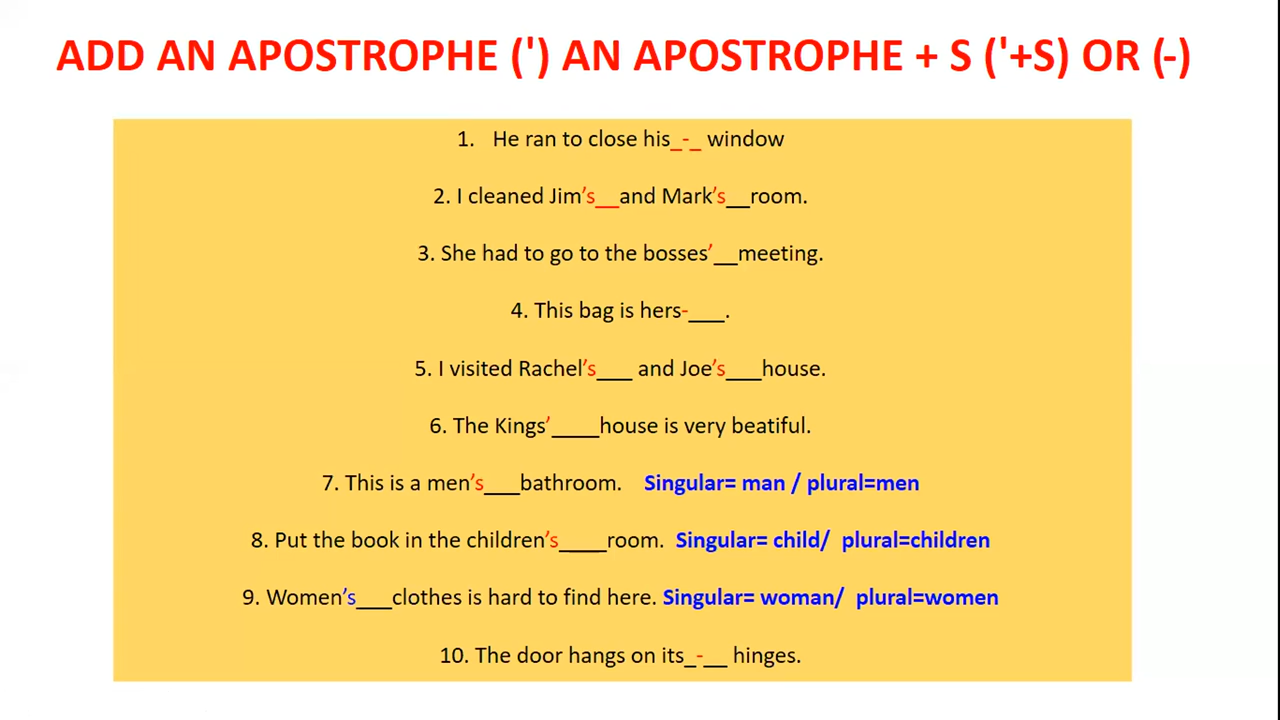 ADD AN APOSTROPHE (') AN APOSTROPHE + S ('+S) OR (-)
1. He ran to close his_-_ window
2. I cleaned Jim’s__and Mark’s__room.
3. She had to go to the bosses’__meeting.
4. This bag is hers-___.
5. I visited Rachel’s___ and Joe’s___house.
6. The Kings’____house is very beatiful.
7. This is a men’s___bathroom. Singular= man / plural=men
8. Put the book in the children’s____room. Singular= child/ plural=children
9. Women’s___clothes is hard to find here. Singular= woman/ plural=women
10. The door hangs on its_-__ hinges.